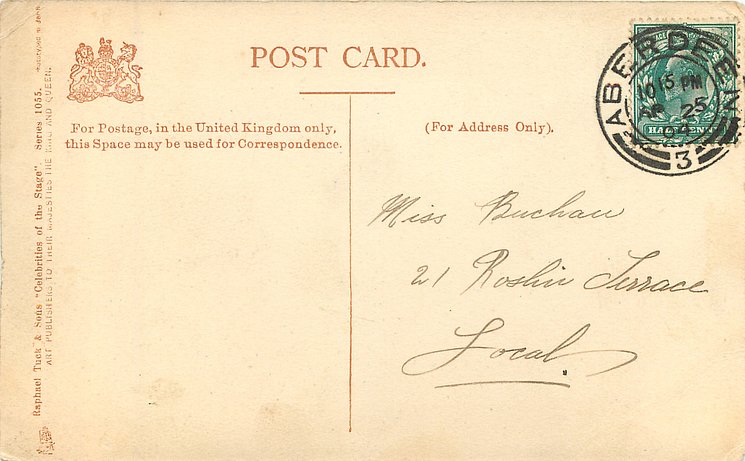 POST CARD.
For Postage, in the United Kingdom only,
this Space may be used for Correspondence.
(For Address Only).
Miss Buchan
21 Roslin Terrace
Local.
ABERDEE
10 15 PM
25
3
HALFPENNY
Raphael Tuck & Sons "Celebrities of the Stage". Series 1055.
ART PUBLISHERS TO THEIR MAJESTIES THE KING AND QUEEN.